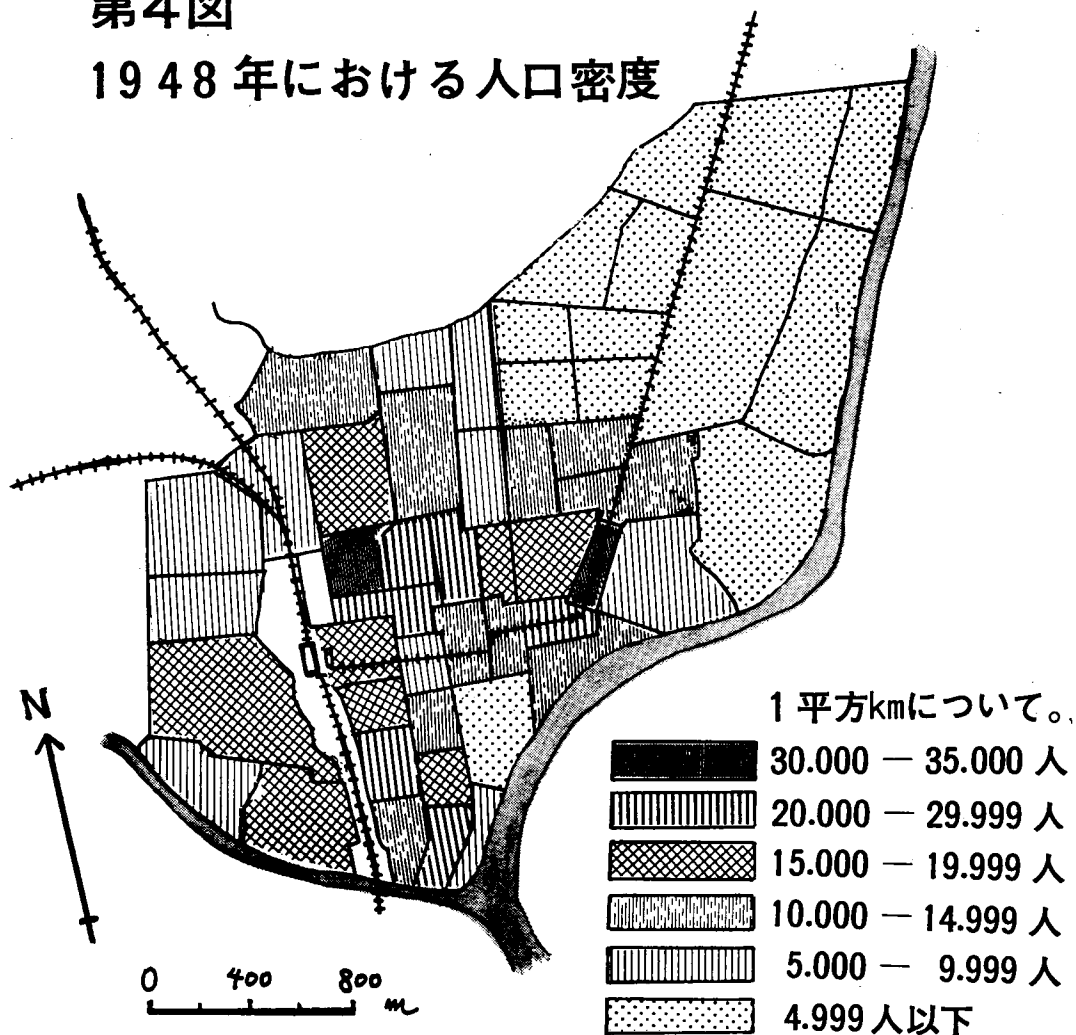 第4図
1948年における人口密度
N
1平方kmについて。
30.000 — 35.000 人
20.000 — 29.999 人
15.000 — 19.999 人
10.000 — 14.999 人
5.000 — 9.999 人
4.999人以下
0 400 800
m